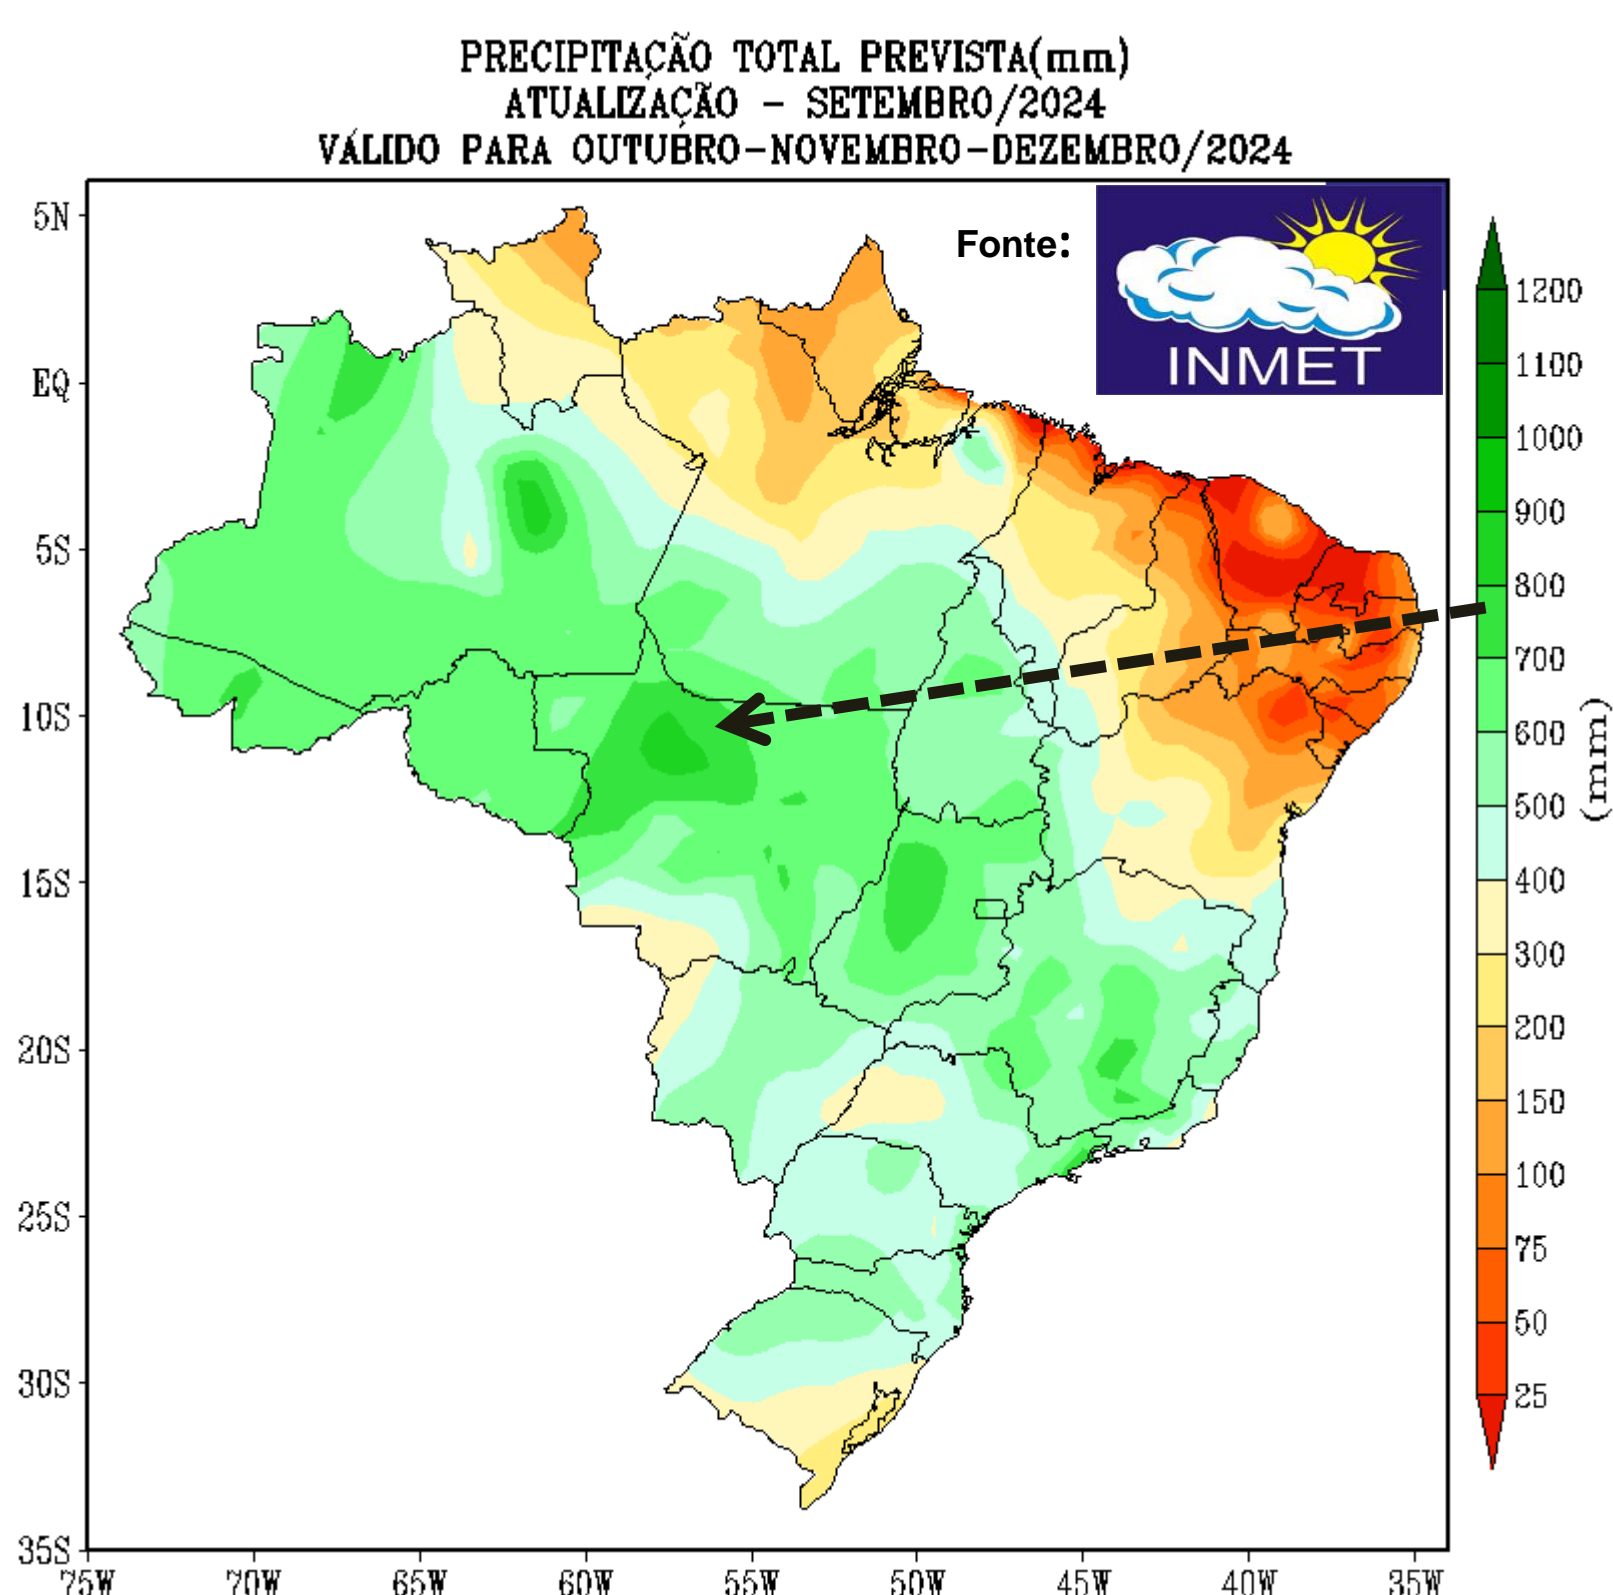 PRECIPITAÇÃO TOTAL PREVISTA(mm)
ATUALIZAÇÃO - SETEMBRO/2024
VÁLIDO PARA OUTUBRO-NOVEMBRO-DEZEMBRO/2024
Fonte:
INMET
5N
EQ
5S
10S
15S
20S
25S
30S
35S
75W
70W
65W
60W
55W
50W
45W
40W
35W
1200
1100
1000
900
800
700
600
500
400
300
200
150
100
75
50
25
(mm)